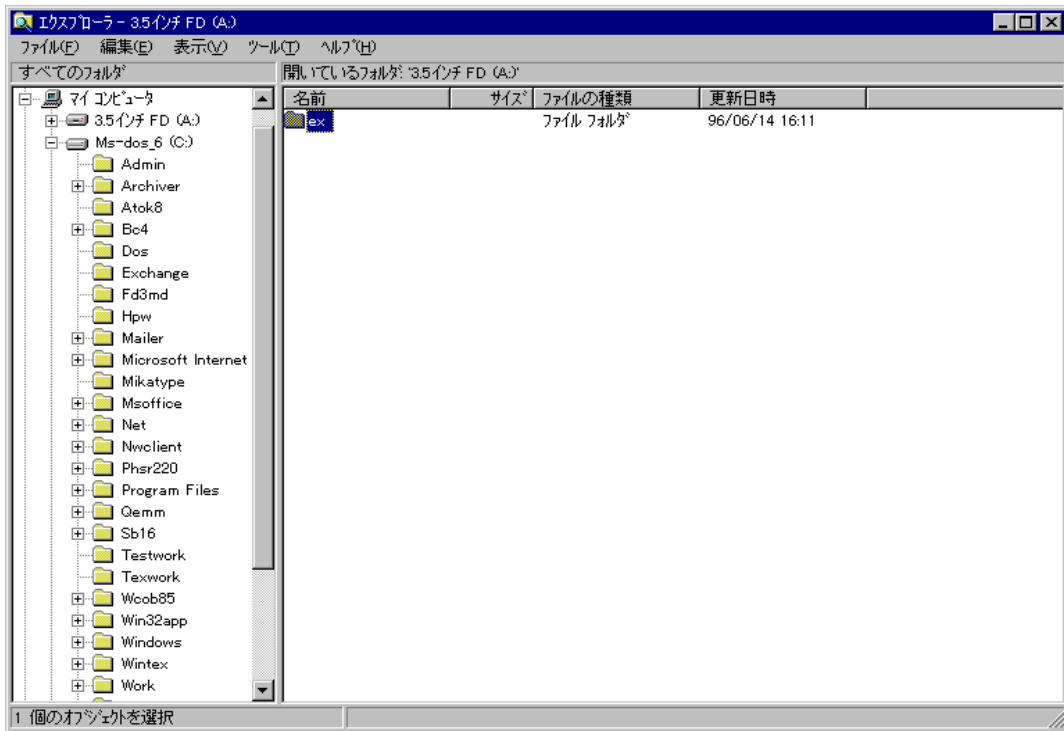 ｴｸｽﾌﾟﾛｰﾗ - 3.5ｲﾝﾁ FD (A:)
ﾌｧｲﾙ(F) 編集(E) 表示(V) ﾂｰﾙ(T) ﾍﾙﾌﾟ(H)
すべてのﾌｫﾙﾀﾞ
開いているﾌｫﾙﾀﾞ: '3.5ｲﾝﾁ FD (A:)'
ﾏｲ ｺﾝﾋﾟｭｰﾀ
3.5ｲﾝﾁ FD (A:)
Ms-dos_6 (C:)
Admin
Archiver
Atok8
Bc4
Dos
Exchange
Fd3md
Hpw
Mailer
Microsoft Internet
Mikatype
Msoffice
Net
Nwclient
Phsr220
Program Files
Qemm
Sb16
Testwork
Texwork
Wcob85
Win32app
Windows
Wintex
Work
名前 ｻｲｽﾞ ﾌｧｲﾙの種類 更新日時
ex ﾌｧｲﾙ ﾌｫﾙﾀﾞ 96/06/14 16:11
1 個のｵﾌﾞｼﾞｪｸﾄを選択